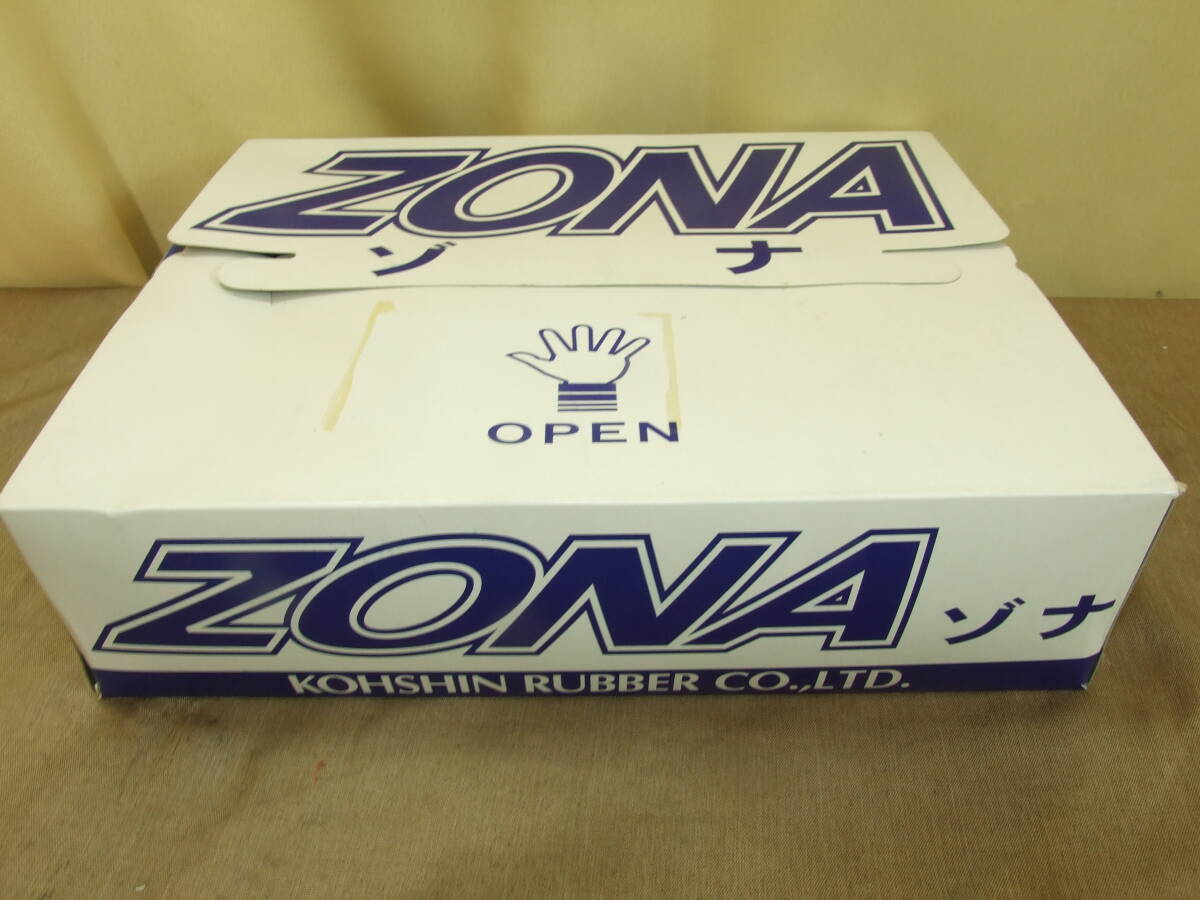 ZONA
ゾナ
OPEN
ZONA ゾナ
KOHSHIN RUBBER CO.,LTD.